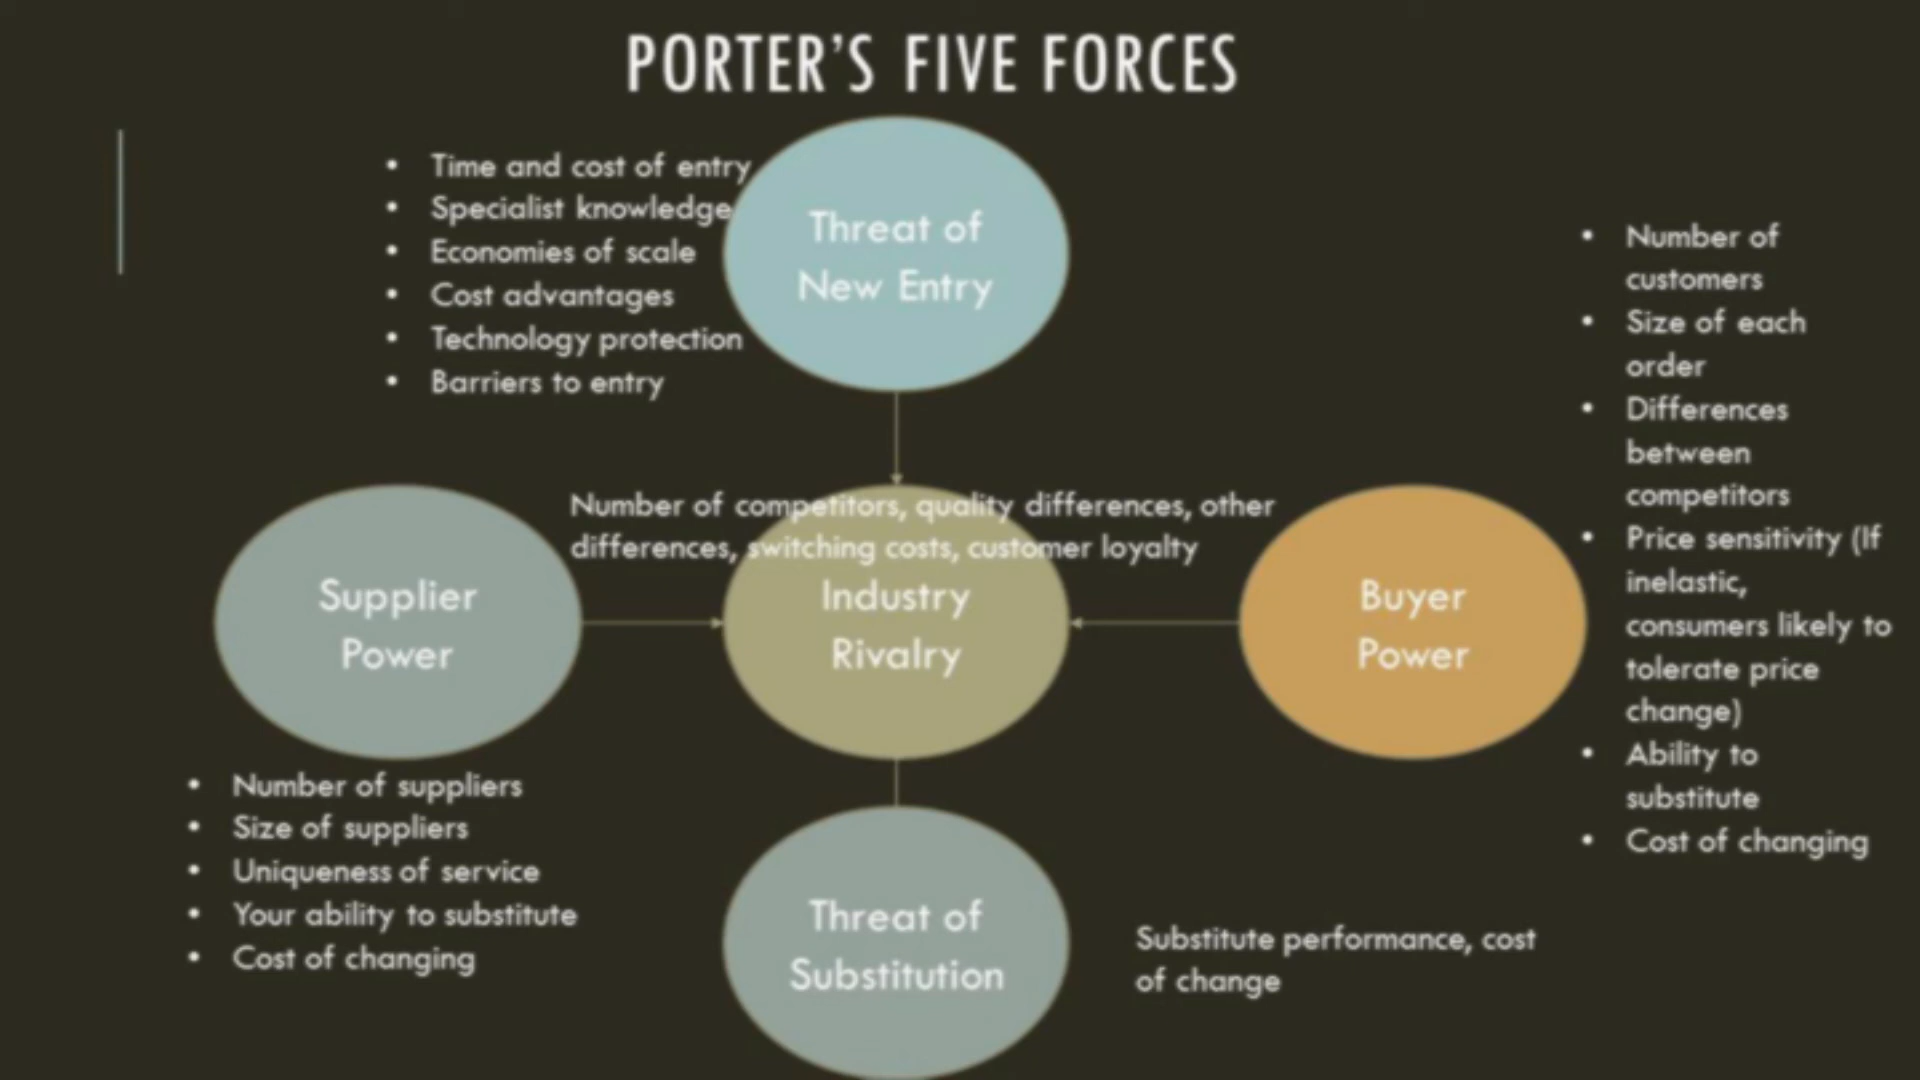 PORTER'S FIVE FORCES
• Time and cost of entry
• Specialist knowledge
• Economies of scale
• Cost advantages
• Technology protection
• Barriers to entry
Threat of
New Entry
Number of competitors, quality differences, other
differences, switching costs, customer loyalty
Supplier
Power
Industry
Rivalry
Buyer
Power
• Number of
customers
• Size of each
order
• Differences
between
competitors
• Price sensitivity (If
inelastic,
consumers likely to
tolerate price
change)
• Ability to
substitute
• Cost of changing
• Number of suppliers
• Size of suppliers
• Uniqueness of service
• Your ability to substitute
• Cost of changing
Threat of
Substitution
Substitute performance, cost
of change